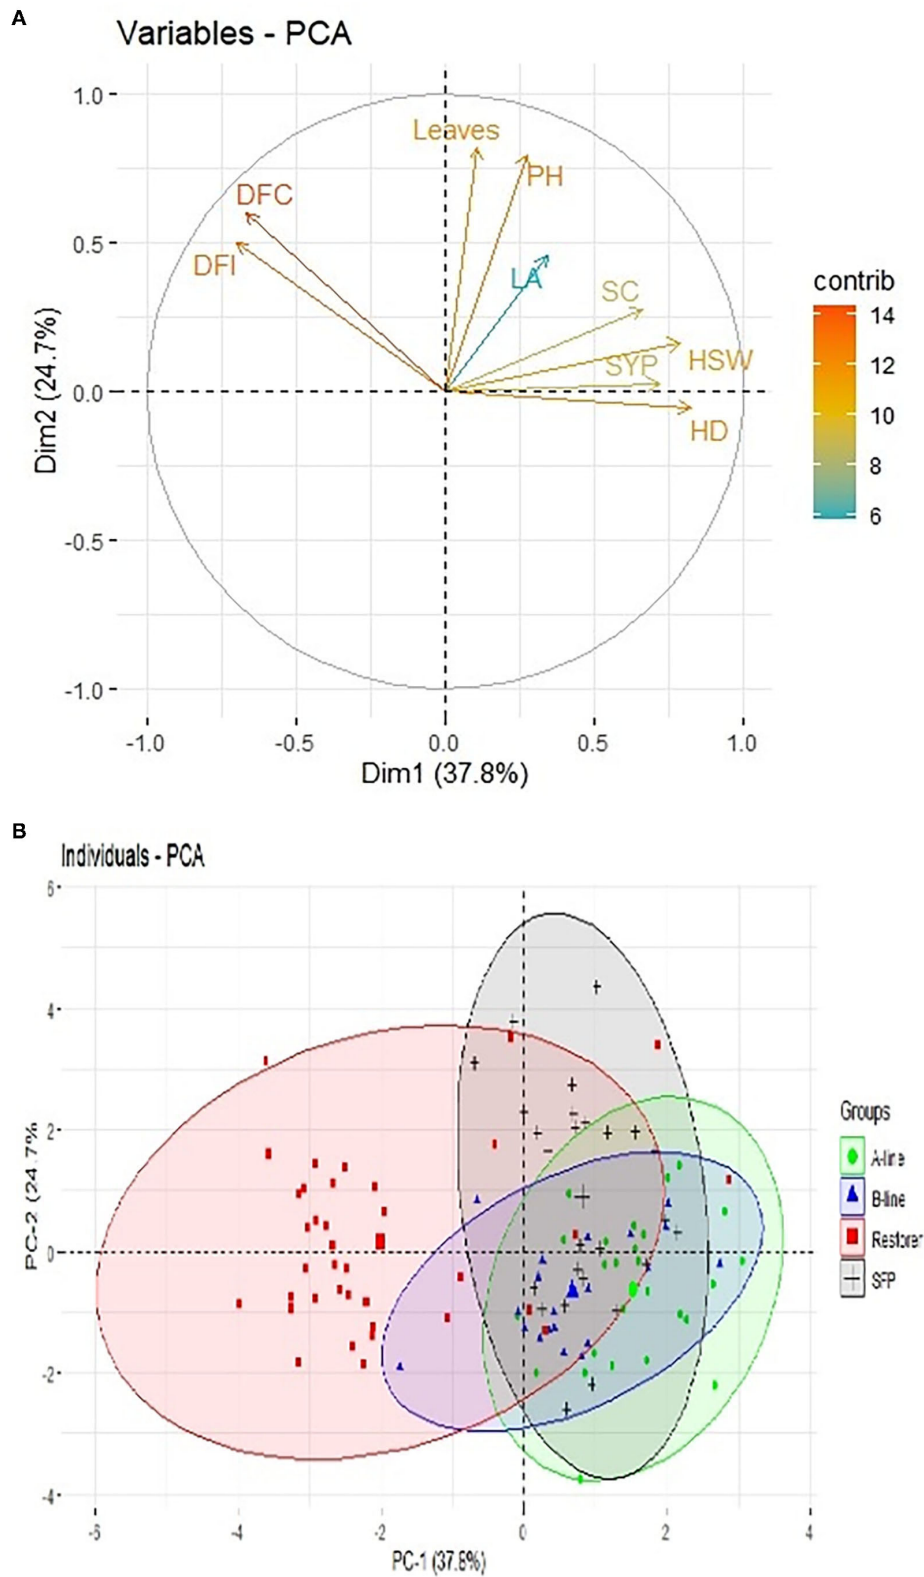 A
Variables - PCA
1.0
0.5
0.0
-0.5
-1.0
Dim2 (24.7%)
Leaves
PH
DFC
DFI
LA
SC
SYP
HSW
HD
-1.0 -0.5 0.0 0.5 1.0
Dim1 (37.8%)
contrib
14
12
10
8
6
B
Individuals - PCA
6
4
2
0
-2
-4
PC-2 (24.7%
-6 -4 -2 0 2 4
PC-1 (37.8%)
Groups
A-line
B-line
Restorer
SFP